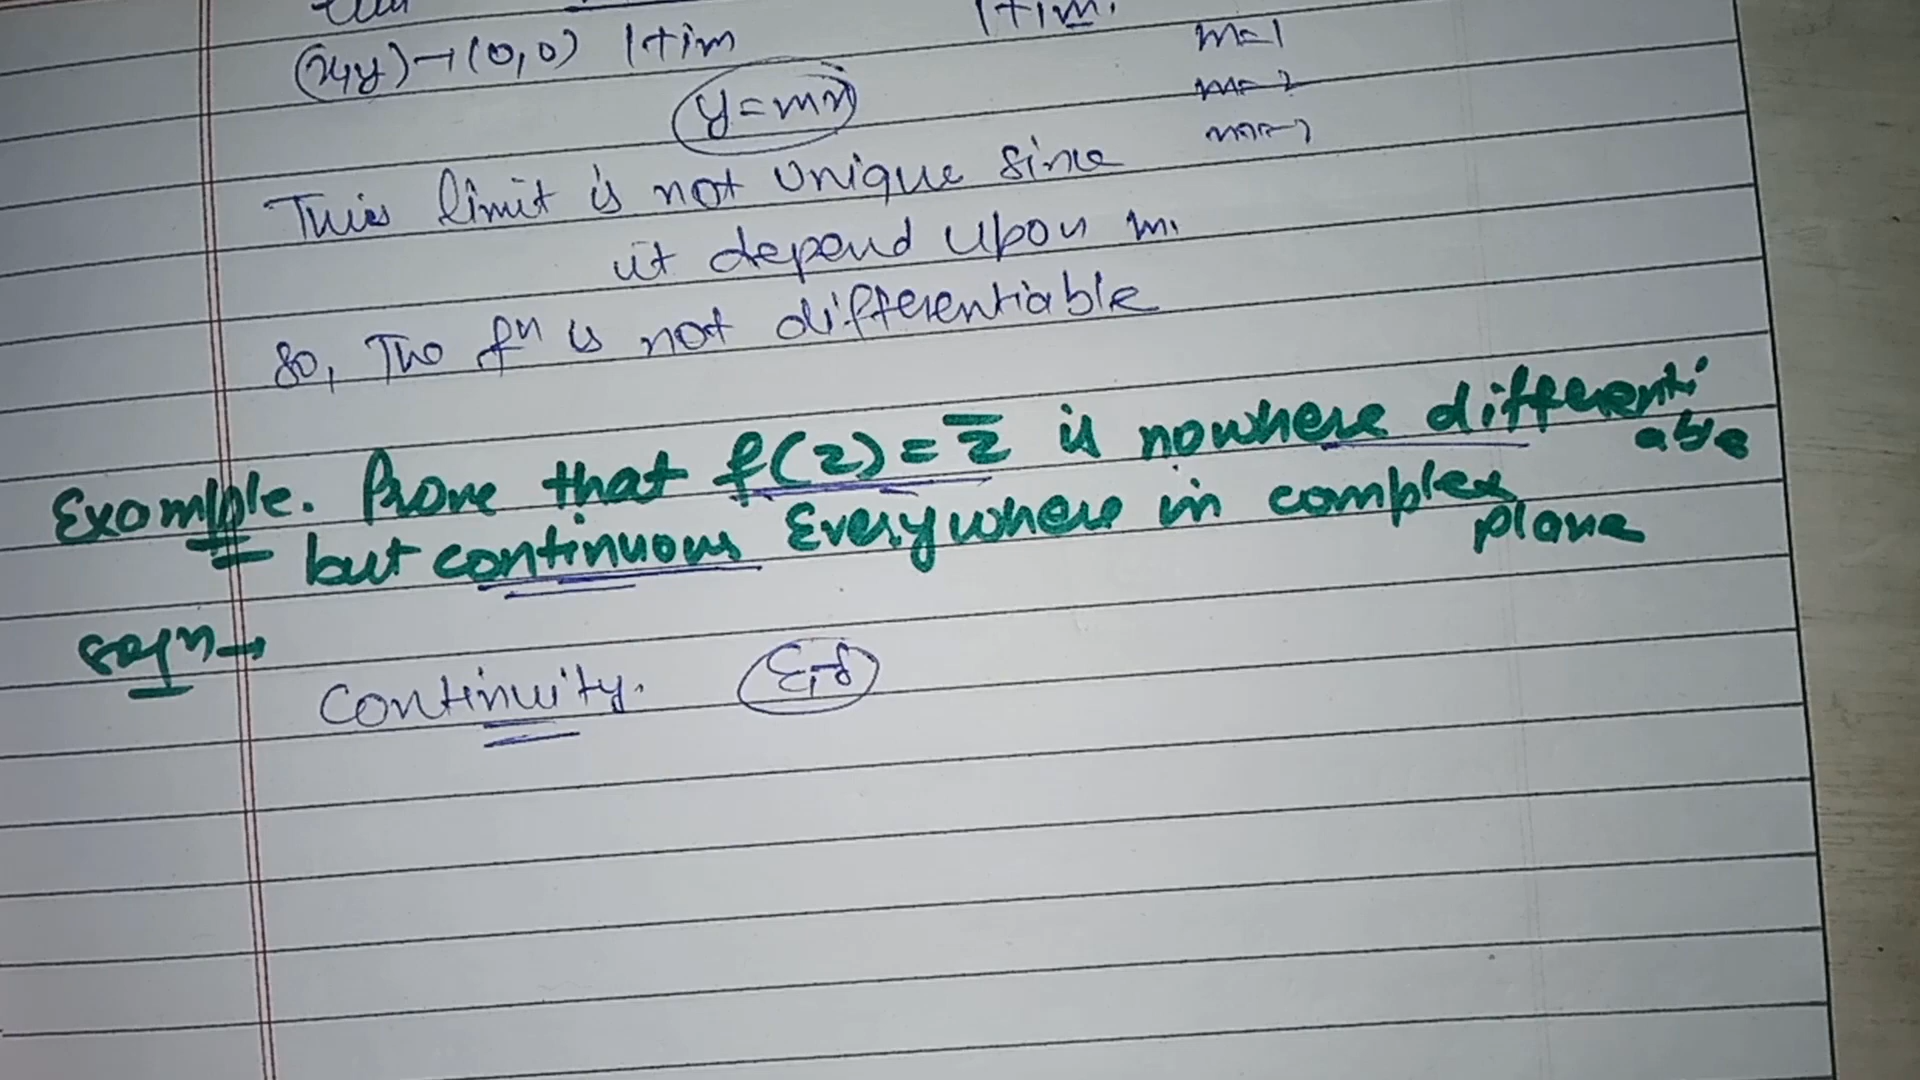 (x,y)→(0,0) 1+im 1+im.
m=1
y=mx
m=2
This limit is not unique since
it depend upon m.
So, The fn is not differentiable
Example. Prove that f(z)=z̅ is nowhere differentiable
but continuous Everywhere in complex plane
Soln→
Continuity. ε,δ